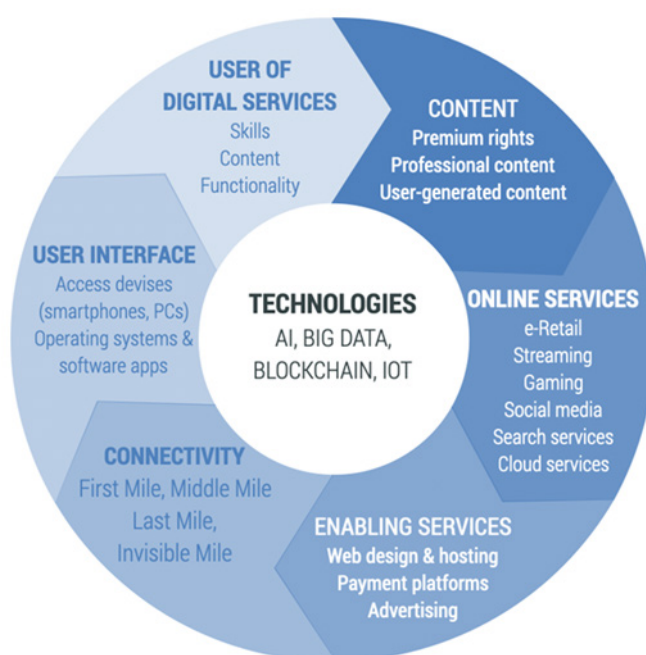 USER OF
DIGITAL SERVICES
Skills
Content
Functionality
CONTENT
Premium rights
Professional content
User-generated content
ONLINE SERVICES
e-Retail
Streaming
Gaming
Social media
Search services
Cloud services
ENABLING SERVICES
Web design & hosting
Payment platforms
Advertising
CONNECTIVITY
First Mile, Middle Mile
Last Mile,
Invisible Mile
USER INTERFACE
Access devises
(smartphones, PCs)
Operating systems &
software apps
TECHNOLOGIES
AI, BIG DATA,
BLOCKCHAIN, IOT